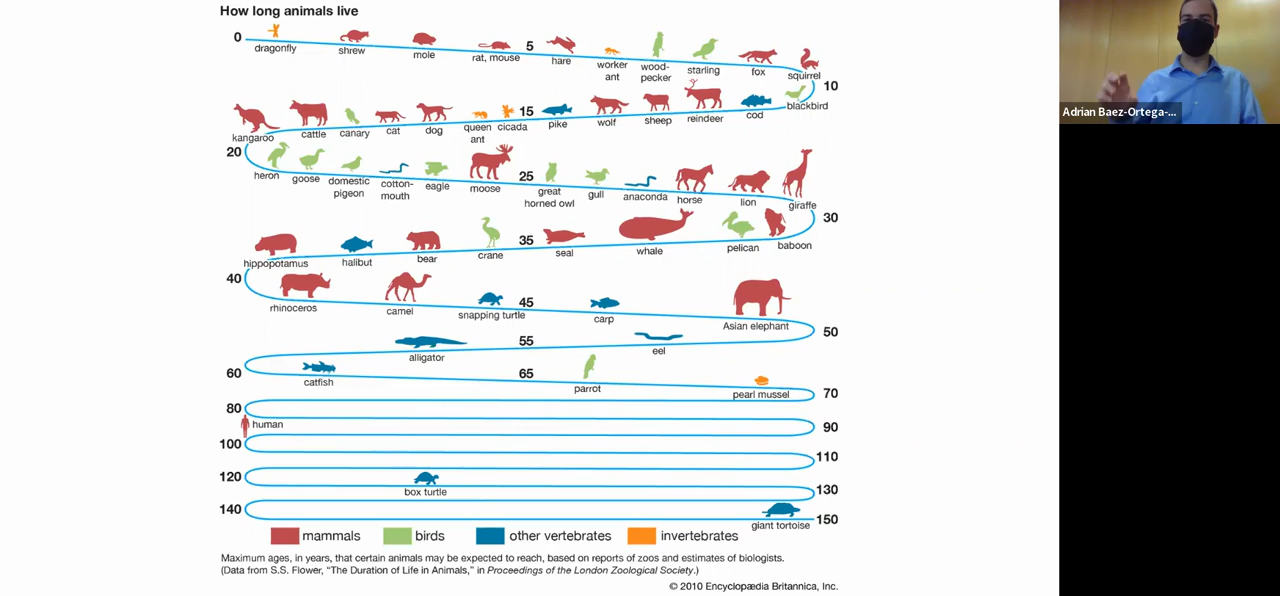 How long animals live
0
dragonfly
shrew
mole
rat, mouse
5
hare
worker
ant
wood-
pecker
starling
fox
squirrel
10
blackbird
cod
reindeer
sheep
wolf
pike
15
cicada
queen
ant
dog
cat
canary
cattle
kangaroo
20
heron
goose
domestic
pigeon
cotton-
mouth
eagle
moose
25
great
horned owl
gull
anaconda
horse
lion
giraffe
30
baboon
pelican
whale
seal
35
crane
bear
halibut
hippopotamus
40
rhinoceros
camel
snapping turtle
45
carp
Asian elephant
50
eel
55
alligator
60
catfish
65
parrot
pearl mussel
70
80
human
90
100
110
120
box turtle
130
140
giant tortoise
150
mammals
birds
other vertebrates
invertebrates
Maximum ages, in years, that certain animals may be expected to reach, based on reports of zoos and estimates of biologists.
(Data from S.S. Flower, “The Duration of Life in Animals,” in Proceedings of the London Zoological Society.)
© 2010 Encyclopædia Britannica, Inc.
Adrian Baez-Ortega-...